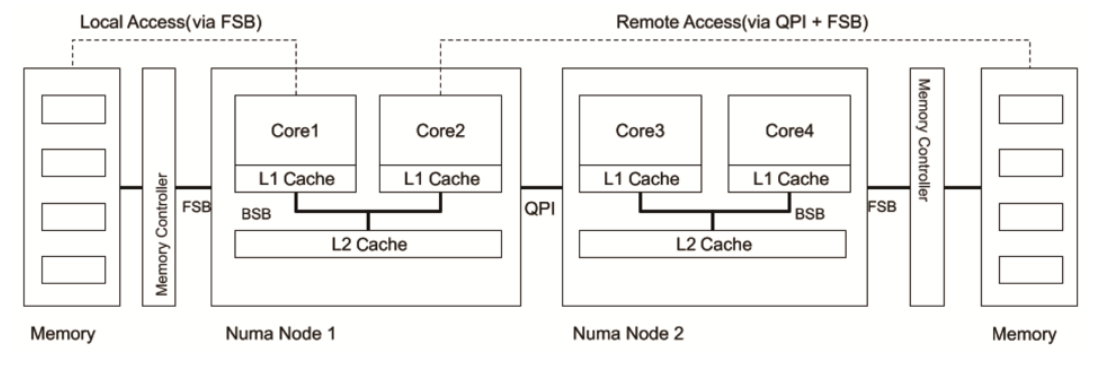 Local Access(via FSB)
Remote Access(via QPI + FSB)
Memory Controller
Core1
Core2
L1 Cache
L1 Cache
FSB
BSB
L2 Cache
QPI
Core3
Core4
L1 Cache
L1 Cache
BSB
L2 Cache
FSB
Memory Controller
Memory
Numa Node 1
Numa Node 2
Memory